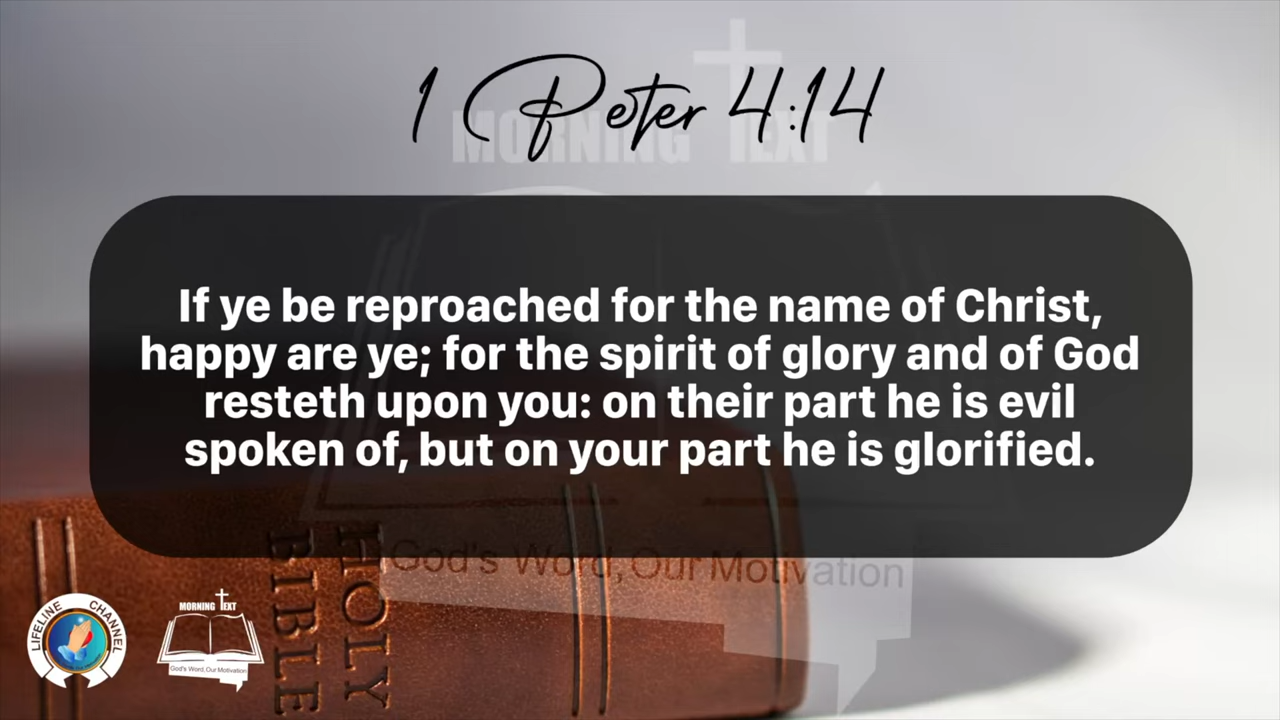 1 Peter 4:14
MORNING TEXT
If ye be reproached for the name of Christ,
happy are ye; for the spirit of glory and of God
resteth upon you: on their part he is evil
spoken of, but on your part he is glorified.
God's Word, Our Motivation
HOLY
BIBLE
LIFELINE CHANNEL
MORNING TEXT
God's Word, Our Motivation